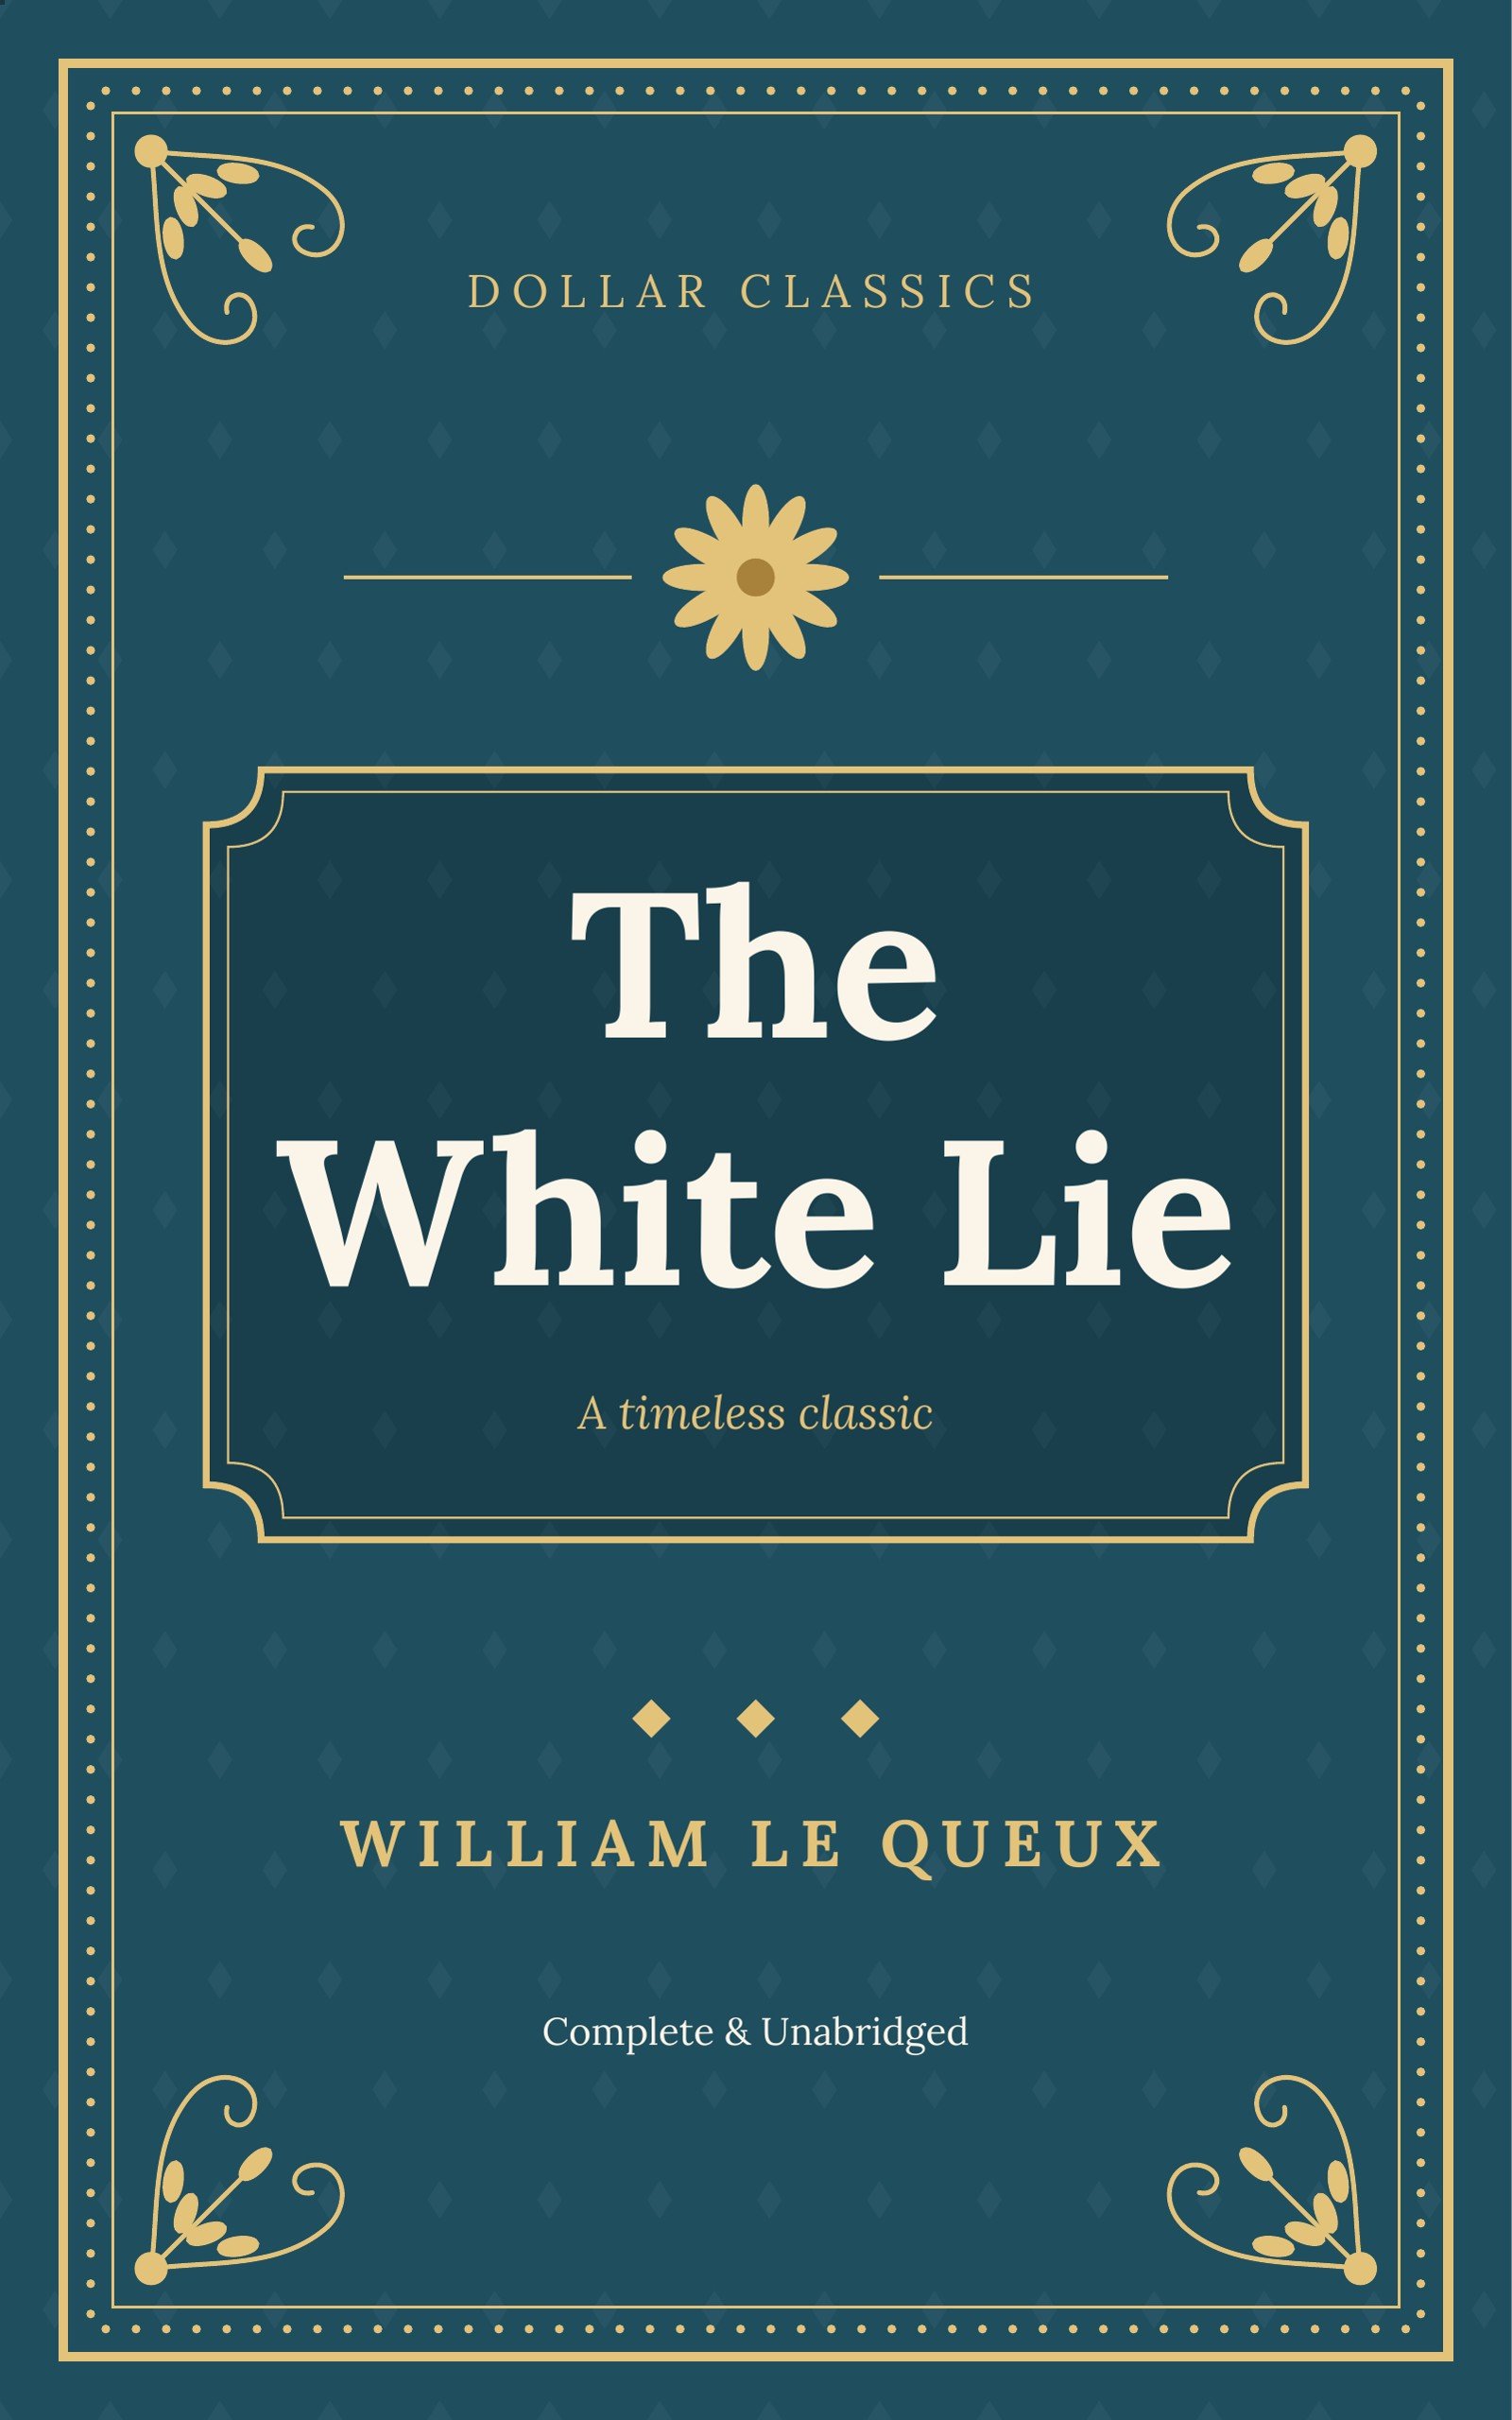 DOLLAR CLASSICS
The
White Lie
A timeless classic
WILLIAM LE QUEUX
Complete & Unabridged